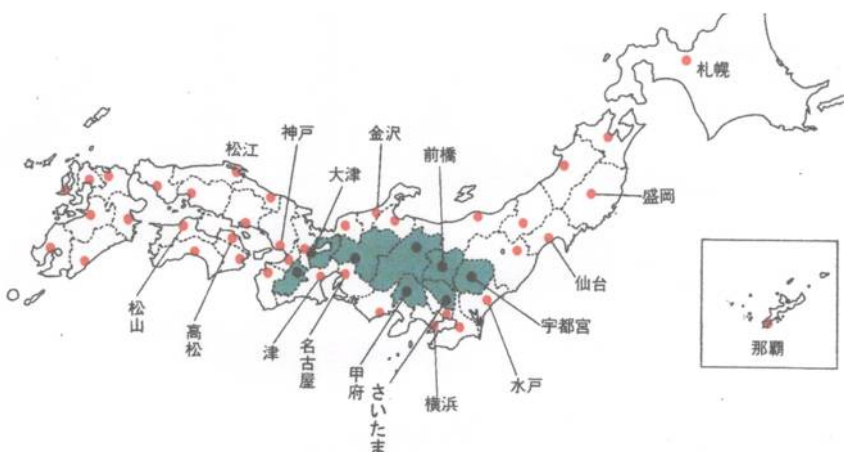 札幌
神戸
金沢
松江
前橋
大津
盛岡
仙台
松山
高松
津
名古屋
甲府
さいたま
横浜
水戸
宇都宮
那覇